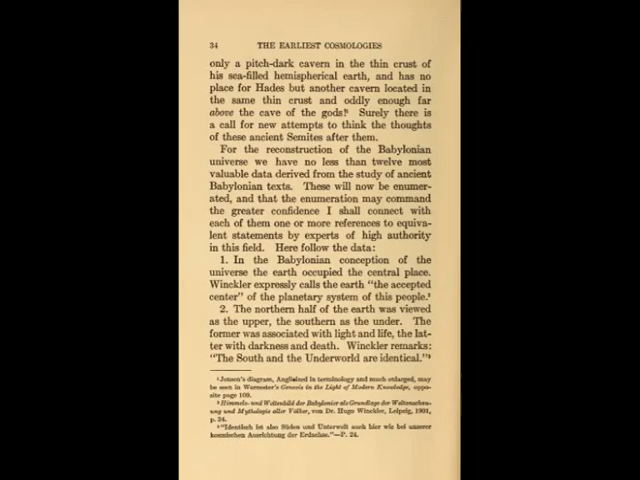 34 THE EARLIEST COSMOLOGIES
only a pitch-dark cavern in the thin crust of
his sea-filled hemispherical earth, and has no
place for Hades but another cavern located in
the same thin crust and oddly enough far
above the cave of the gods!¹ Surely there is
a call for new attempts to think the thoughts
of these ancient Semites after them.
For the reconstruction of the Babylonian
universe we have no less than twelve most
valuable data derived from the study of ancient
Babylonian texts. These will now be enumer-
ated, and that the enumeration may command
the greater confidence I shall connect with
each of them one or more references to equiva-
lent statements by experts of high authority
in this field. Here follow the data:
1. In the Babylonian conception of the
universe the earth occupied the central place.
Winckler expressly calls the earth "the accepted
center" of the planetary system of this people.²
2. The northern half of the earth was viewed
as the upper, the southern as the under. The
former was associated with light and life, the lat-
ter with darkness and death. Winckler remarks:
"The South and the Underworld are identical."³
¹ Jensen's diagram, Anglicized in terminology and much enlarged, may
be seen in Worcester's Genesis in the Light of Modern Knowledge, oppo-
site page 109.
² Himmels- und Weltenbild der Babylonier als Grundlage der Weltanschau-
ung und Mythologie aller Völker, von Dr. Hugo Winckler, Leipzig, 1901,
p. 34.
³ "Identisch ist also Süden und Unterwelt auch hier wie bei unserer
kosmischen Ausrichtung der Erdachse."—P. 24.